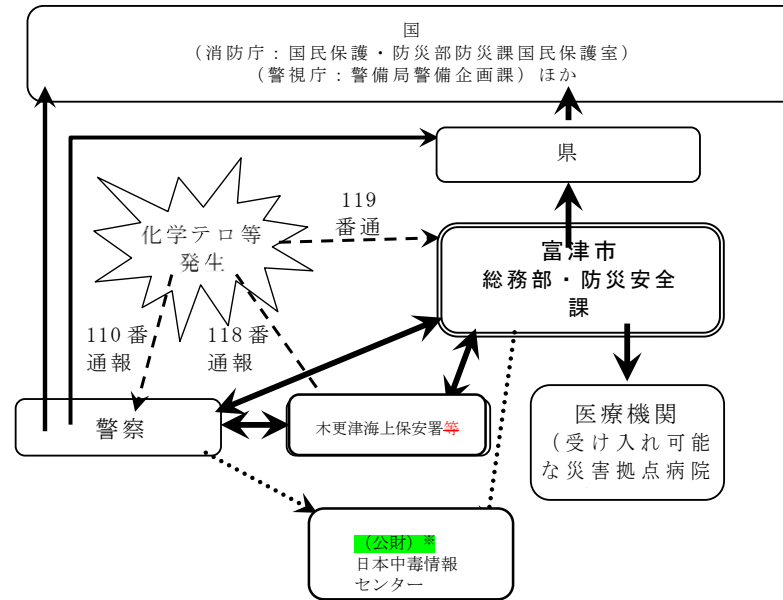 国
（消防庁：国民保護・防災部防災課国民保護室）
（警視庁：警備局警備企画課）ほか
県
119
番通
化学テロ等
発生
富津市
総務部・防災安全
課
110番
通報
118番
通報
警察
木更津海上保安署等
医療機関
（受け入れ可能
な災害拠点病院
（公財）※
日本中毒情報
センター